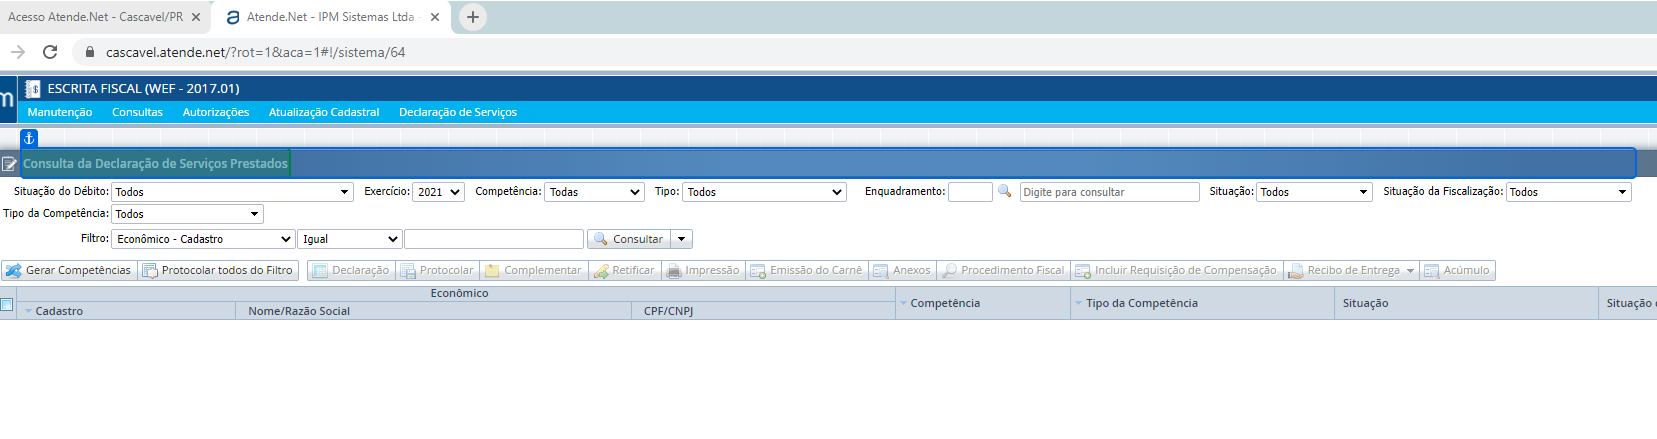 Acesso Atende.Net - Cascavel/PR
Atende.Net - IPM Sistemas Ltda -
cascavel.atende.net/?rot=1&aca=1#!/sistema/64
m
ESCRITA FISCAL (WEF - 2017.01)
Manutenção Consultas Autorizações Atualização Cadastral Declaração de Serviços
Consulta da Declaração de Serviços Prestados
Situação do Débito: Todos Exercício: 2021 Competência: Todas Tipo: Todos Enquadramento: Digite para consultar Situação: Todos Situação da Fiscalização: Todos
Tipo da Competência: Todos
Filtro: Econômico - Cadastro Igual Consultar
Gerar Competências Protocolar todos do Filtro Declaração Protocolar Complementar Retificar Impressão Emissão do Carnê Anexos Procedimento Fiscal Incluir Requisição de Compensação Recibo de Entrega Acúmulo
Econômico
Cadastro Nome/Razão Social CPF/CNPJ Competência Tipo da Competência Situação Situação